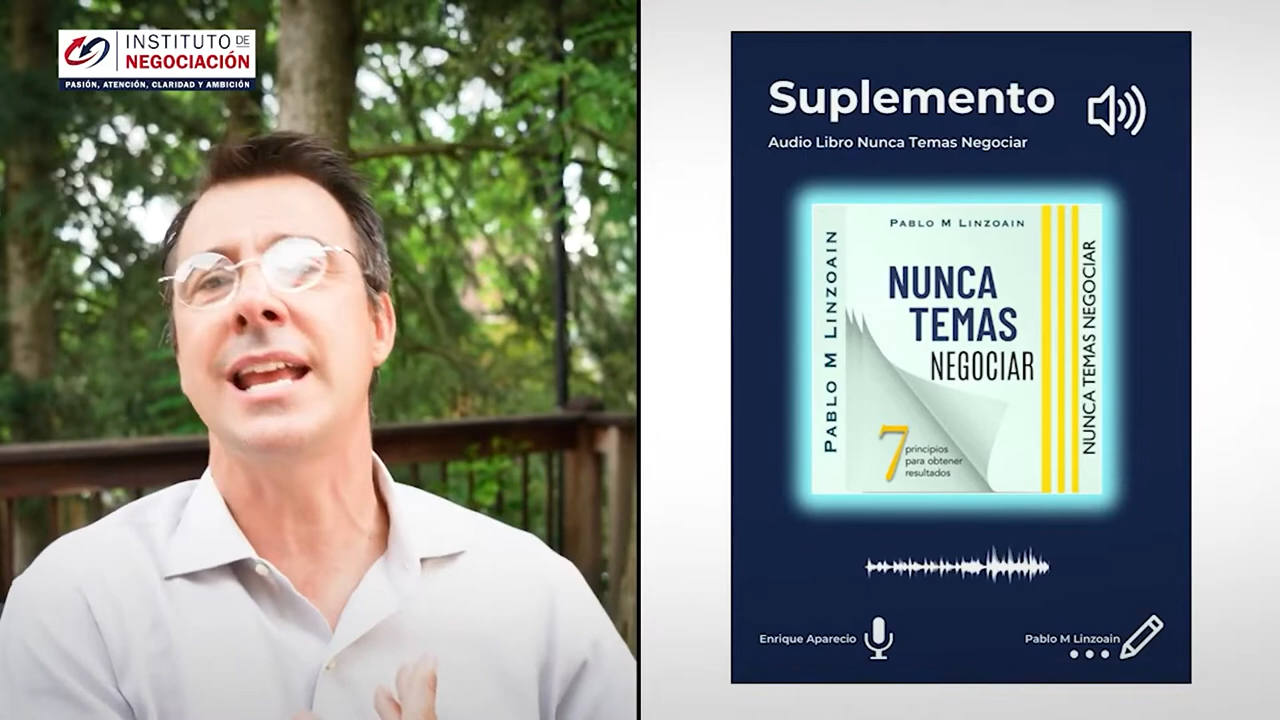 INSTITUTO DE
NEGOCIACIÓN
PASIÓN, ATENCIÓN, CLARIDAD Y AMBICIÓN
Suplemento
Audio Libro Nunca Temas Negociar
PABLO M LINZOAIN
PABLO M LINZOAIN
NUNCA
TEMAS
NEGOCIAR
7 principios
para obtener
resultados
NUNCA TEMAS NEGOCIAR
Enrique Aparecio
Pablo M Linzoain